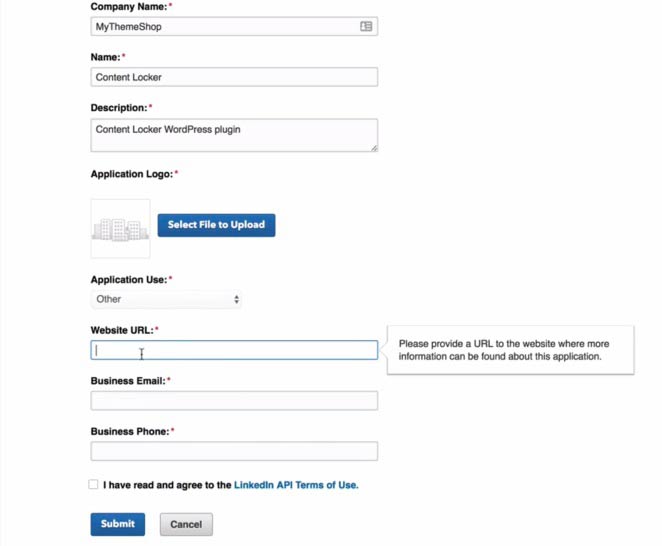 Company Name:*
MyThemeShop
Name:*
Content Locker
Description:*
Content Locker WordPress plugin
Application Logo:*
Select File to Upload
Application Use:*
Other
Website URL:*
Please provide a URL to the website where more
information can be found about this application.
Business Email:*
Business Phone:*
I have read and agree to the LinkedIn API Terms of Use.
Submit Cancel